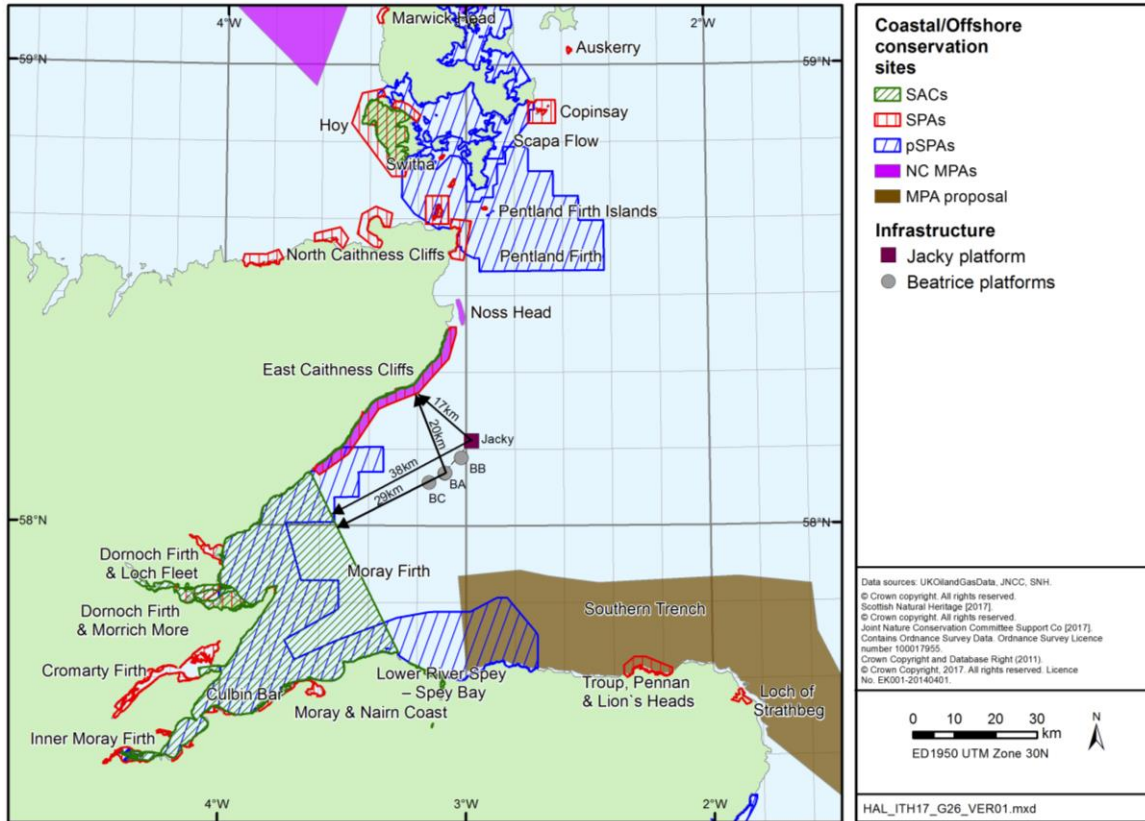 4°W
2°W
59°N
59°N
Marwick Head
Auskerry
Copinsay
Hoy
Scapa Flow
Switha
Pentland Firth Islands
North Caithness Cliffs
Pentland Firth
Noss Head
East Caithness Cliffs
17km
20km
Jacky
38km
BB
29km
BA
BC
58°N
58°N
Dornoch Firth
& Loch Fleet
Moray Firth
Dornoch Firth
& Morrich More
Southern Trench
Cromarty Firth
Culbin Bar
Lower River Spey
– Spey Bay
Troup, Pennan
& Lion`s Heads
Loch of
Strathbeg
Moray & Nairn Coast
Inner Moray Firth
4°W
3°W
2°W
Coastal/Offshore
conservation
sites
SACs
SPAs
pSPAs
NC MPAs
MPA proposal
Infrastructure
Jacky platform
Beatrice platforms
Data sources: UKOilandGasData, JNCC, SNH.
© Crown copyright. All rights reserved.
Scottish Natural Heritage [2017].
© Crown copyright. All rights reserved.
Joint Nature Conservation Committee Support Co [2017].
Contains Ordnance Survey Data. Ordnance Survey Licence
number 100017955.
Crown Copyright and Database Right (2011).
© Crown Copyright, 2017. All rights reserved. Licence
No. EK001-20140401.
0 10 20 30
km
N
ED1950 UTM Zone 30N
HAL_ITH17_G26_VER01.mxd